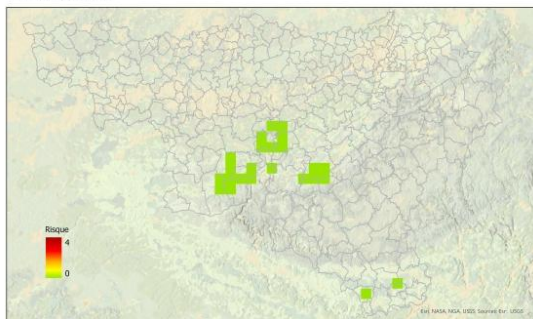 Risque
4
0
Esri, NASA, NGA, USGS, Sources: Esri, USGS